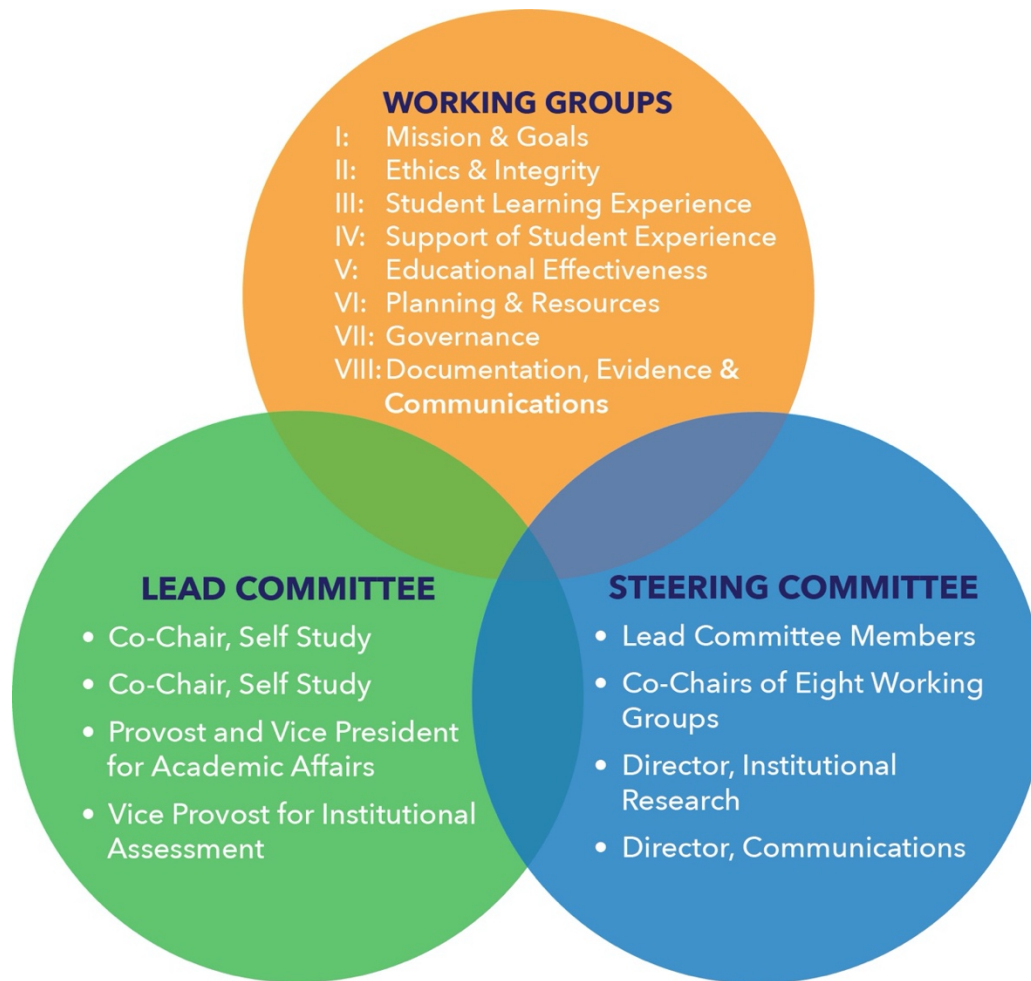 WORKING GROUPS
I: Mission & Goals
II: Ethics & Integrity
III: Student Learning Experience
IV: Support of Student Experience
V: Educational Effectiveness
VI: Planning & Resources
VII: Governance
VIII: Documentation, Evidence &
Communications
LEAD COMMITTEE
• Co-Chair, Self Study
• Co-Chair, Self Study
• Provost and Vice President
for Academic Affairs
• Vice Provost for Institutional
Assessment
STEERING COMMITTEE
• Lead Committee Members
• Co-Chairs of Eight Working
Groups
• Director, Institutional
Research
• Director, Communications